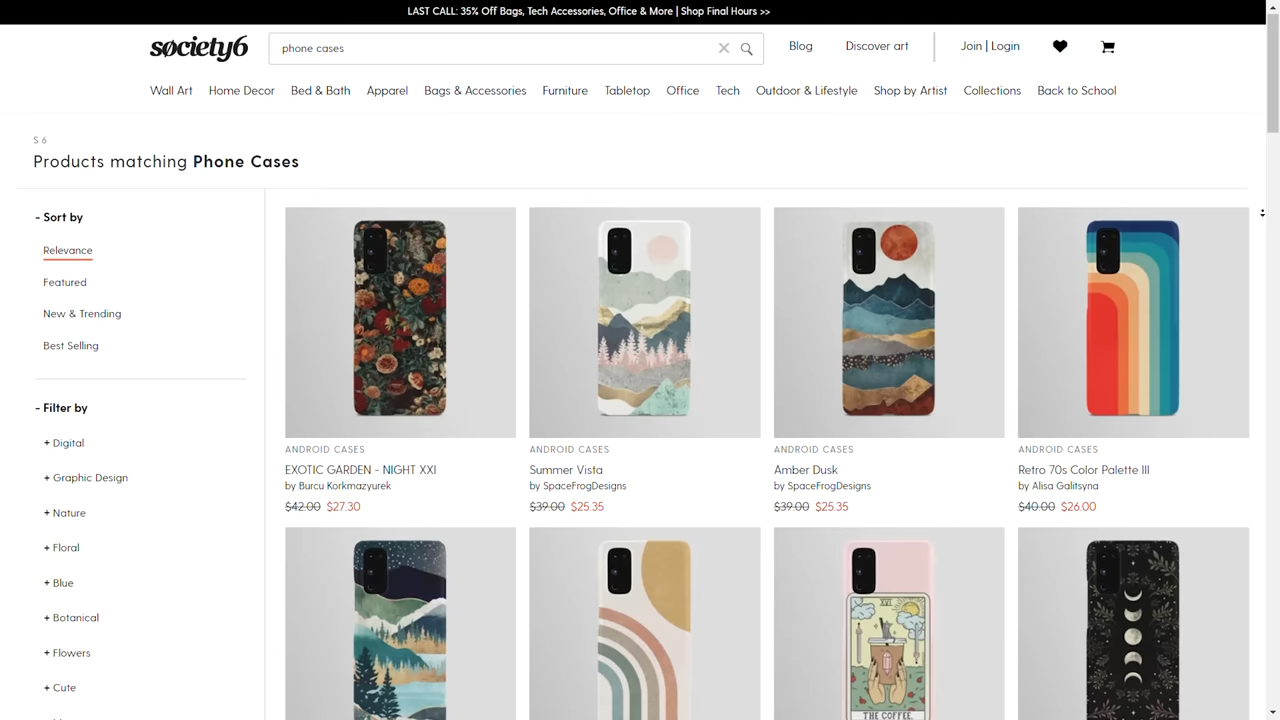 LAST CALL: 35% Off Bags, Tech Accessories, Office & More | Shop Final Hours >>
søciety6
phone cases
Blog
Discover art
Join | Login
Wall Art
Home Decor
Bed & Bath
Apparel
Bags & Accessories
Furniture
Tabletop
Office
Tech
Outdoor & Lifestyle
Shop by Artist
Collections
Back to School
S6
Products matching Phone Cases
- Sort by
Relevance
Featured
New & Trending
Best Selling
- Filter by
+ Digital
+ Graphic Design
+ Nature
+ Floral
+ Blue
+ Botanical
+ Flowers
+ Cute
ANDROID CASES
EXOTIC GARDEN - NIGHT XXI
by Burcu Korkmazyurek
$42.00 $27.30
ANDROID CASES
Summer Vista
by SpaceFrogDesigns
$39.00 $25.35
ANDROID CASES
Amber Dusk
by SpaceFrogDesigns
$39.00 $25.35
ANDROID CASES
Retro 70s Color Palette III
by Alisa Galitsyna
$40.00 $26.00
XVI
THE COFFEE